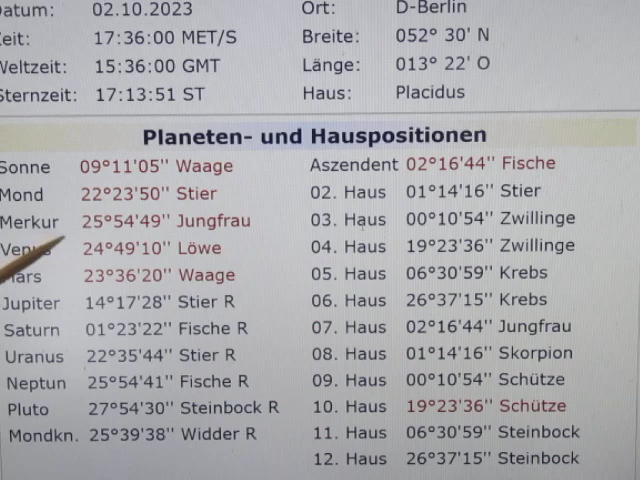 Datum: 02.10.2023 Ort: D-Berlin
Zeit: 17:36:00 MET/S Breite: 052° 30' N
Weltzeit: 15:36:00 GMT Länge: 013° 22' O
Sternzeit: 17:13:51 ST Haus: Placidus
Planeten- und Hauspositionen
Sonne 09°11'05'' Waage Aszendent 02°16'44'' Fische
Mond 22°23'50'' Stier 02. Haus 01°14'16'' Stier
Merkur 25°54'49'' Jungfrau 03. Haus 00°10'54'' Zwillinge
Venus 24°49'10'' Löwe 04. Haus 19°23'36'' Zwillinge
Mars 23°36'20'' Waage 05. Haus 06°30'59'' Krebs
Jupiter 14°17'28'' Stier R 06. Haus 26°37'15'' Krebs
Saturn 01°23'22'' Fische R 07. Haus 02°16'44'' Jungfrau
Uranus 22°35'44'' Stier R 08. Haus 01°14'16'' Skorpion
Neptun 25°54'41'' Fische R 09. Haus 00°10'54'' Schütze
Pluto 27°54'30'' Steinbock R 10. Haus 19°23'36'' Schütze
Mondkn. 25°39'38'' Widder R 11. Haus 06°30'59'' Steinbock
12. Haus 26°37'15'' Steinbock